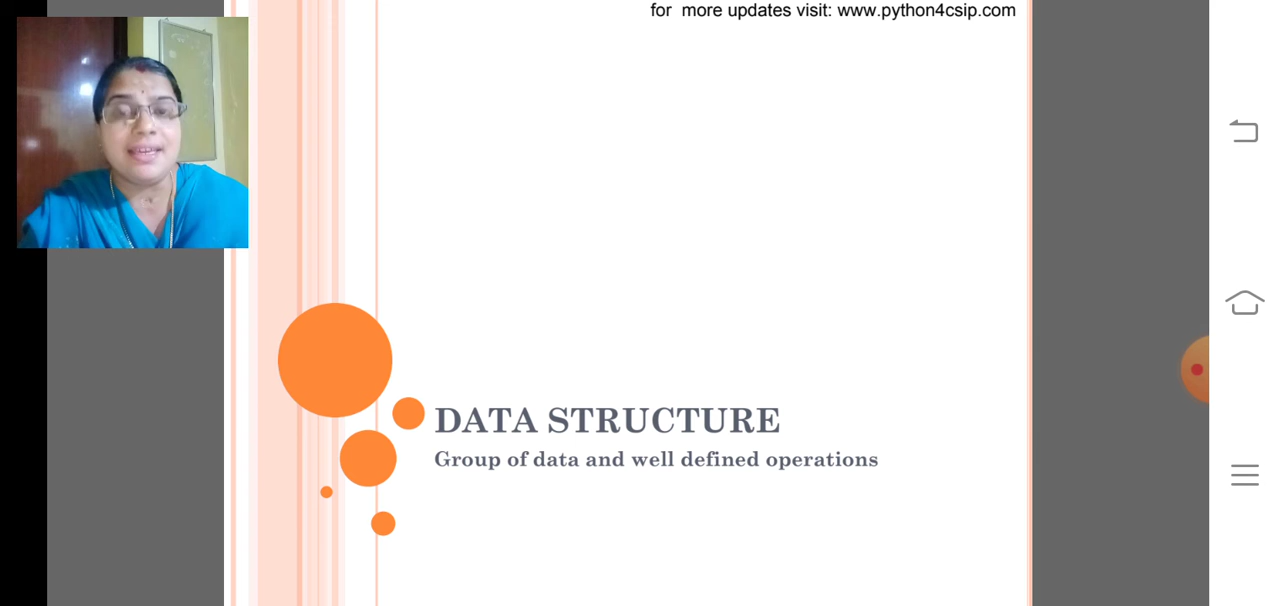 for more updates visit: www.python4csip.com
DATA STRUCTURE
Group of data and well defined operations